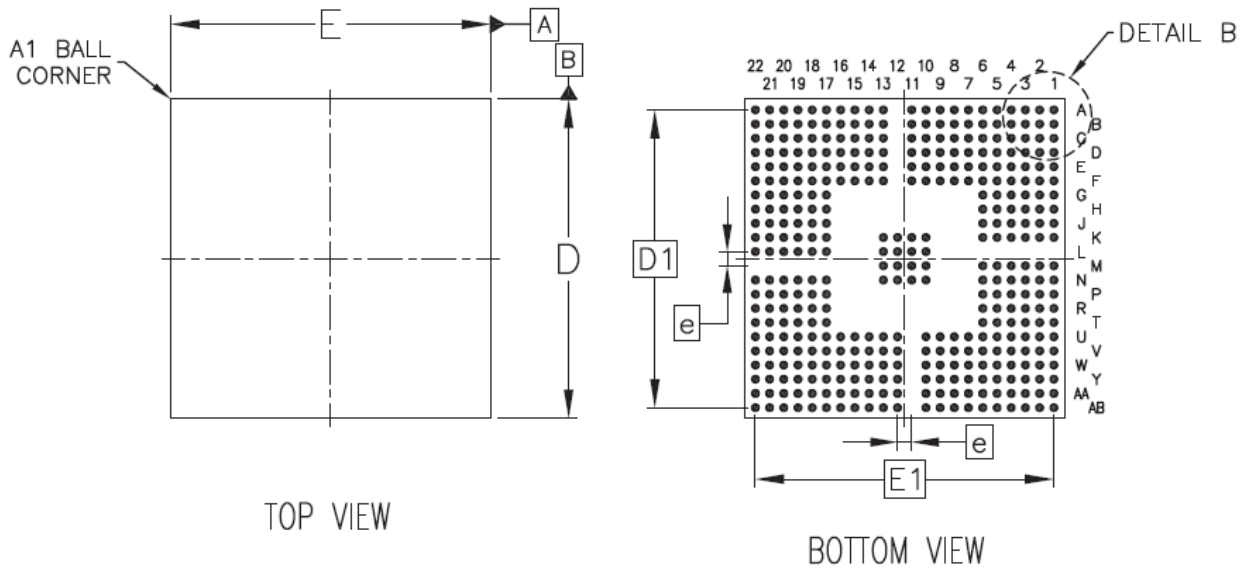 E
A
B
A1 BALL
CORNER
D
TOP VIEW
DETAIL B
22 20 18 16 14 12 10 8 6 4 2
21 19 17 15 13 11 9 7 5 3 1
A
B
C
D
E
F
G
H
J
K
L
M
N
P
R
T
U
V
W
Y
AA
AB
D1
e
e
E1
BOTTOM VIEW